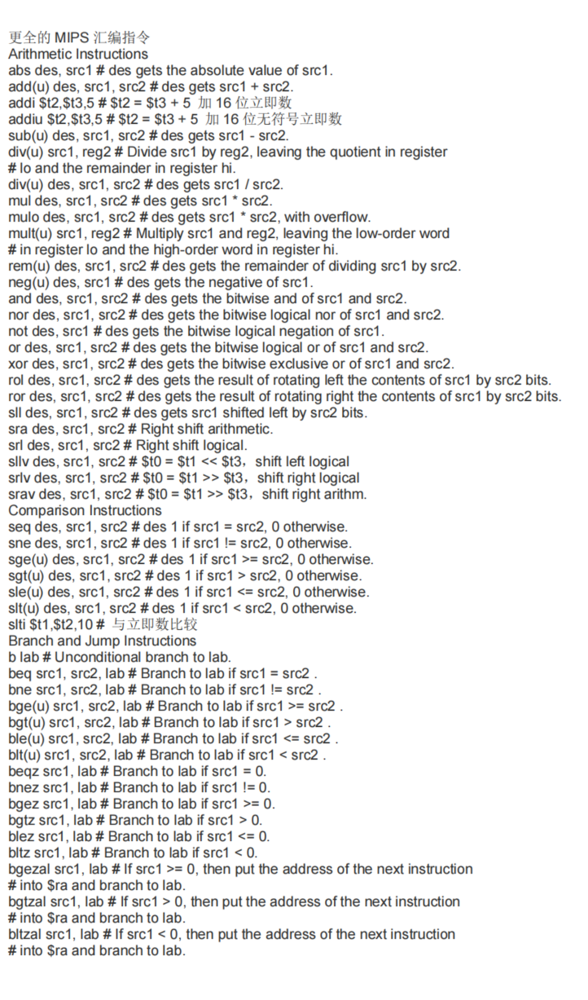 更全的 MIPS 汇编指令
Arithmetic Instructions
abs des, src1 # des gets the absolute value of src1.
add(u) des, src1, src2 # des gets src1 + src2.
addi $t2,$t3,5 # $t2 = $t3 + 5 加 16 位立即数
addiu $t2,$t3,5 # $t2 = $t3 + 5 加 16 位无符号立即数
sub(u) des, src1, src2 # des gets src1 - src2.
div(u) src1, reg2 # Divide src1 by reg2, leaving the quotient in register
# lo and the remainder in register hi.
div(u) des, src1, src2 # des gets src1 / src2.
mul des, src1, src2 # des gets src1 * src2.
mulo des, src1, src2 # des gets src1 * src2, with overflow.
mult(u) src1, reg2 # Multiply src1 and reg2, leaving the low-order word
# in register lo and the high-order word in register hi.
rem(u) des, src1, src2 # des gets the remainder of dividing src1 by src2.
neg(u) des, src1 # des gets the negative of src1.
and des, src1, src2 # des gets the bitwise and of src1 and src2.
nor des, src1, src2 # des gets the bitwise logical nor of src1 and src2.
not des, src1 # des gets the bitwise logical negation of src1.
or des, src1, src2 # des gets the bitwise logical or of src1 and src2.
xor des, src1, src2 # des gets the bitwise exclusive or of src1 and src2.
rol des, src1, src2 # des gets the result of rotating left the contents of src1 by src2 bits.
ror des, src1, src2 # des gets the result of rotating right the contents of src1 by src2 bits.
sll des, src1, src2 # des gets src1 shifted left by src2 bits.
sra des, src1, src2 # Right shift arithmetic.
srl des, src1, src2 # Right shift logical.
sllv des, src1, src2 # $t0 = $t1 << $t3，shift left logical
srlv des, src1, src2 # $t0 = $t1 >> $t3，shift right logical
srav des, src1, src2 # $t0 = $t1 >> $t3，shift right arithm.
Comparison Instructions
seq des, src1, src2 # des 1 if src1 = src2, 0 otherwise.
sne des, src1, src2 # des 1 if src1 != src2, 0 otherwise.
sge(u) des, src1, src2 # des 1 if src1 >= src2, 0 otherwise.
sgt(u) des, src1, src2 # des 1 if src1 > src2, 0 otherwise.
sle(u) des, src1, src2 # des 1 if src1 <= src2, 0 otherwise.
slt(u) des, src1, src2 # des 1 if src1 < src2, 0 otherwise.
slti $t1,$t2,10 # 与立即数比较
Branch and Jump Instructions
b lab # Unconditional branch to lab.
beq src1, src2, lab # Branch to lab if src1 = src2 .
bne src1, src2, lab # Branch to lab if src1 != src2 .
bge(u) src1, src2, lab # Branch to lab if src1 >= src2 .
bgt(u) src1, src2, lab # Branch to lab if src1 > src2 .
ble(u) src1, src2, lab # Branch to lab if src1 <= src2 .
blt(u) src1, src2, lab # Branch to lab if src1 < src2 .
beqz src1, lab # Branch to lab if src1 = 0.
bnez src1, lab # Branch to lab if src1 != 0.
bgez src1, lab # Branch to lab if src1 >= 0.
bgtz src1, lab # Branch to lab if src1 > 0.
blez src1, lab # Branch to lab if src1 <= 0.
bltz src1, lab # Branch to lab if src1 < 0.
bgezal src1, lab # If src1 >= 0, then put the address of the next instruction
# into $ra and branch to lab.
bgtzal src1, lab # If src1 > 0, then put the address of the next instruction
# into $ra and branch to lab.
bltzal src1, lab # If src1 < 0, then put the address of the next instruction
# into $ra and branch to lab.